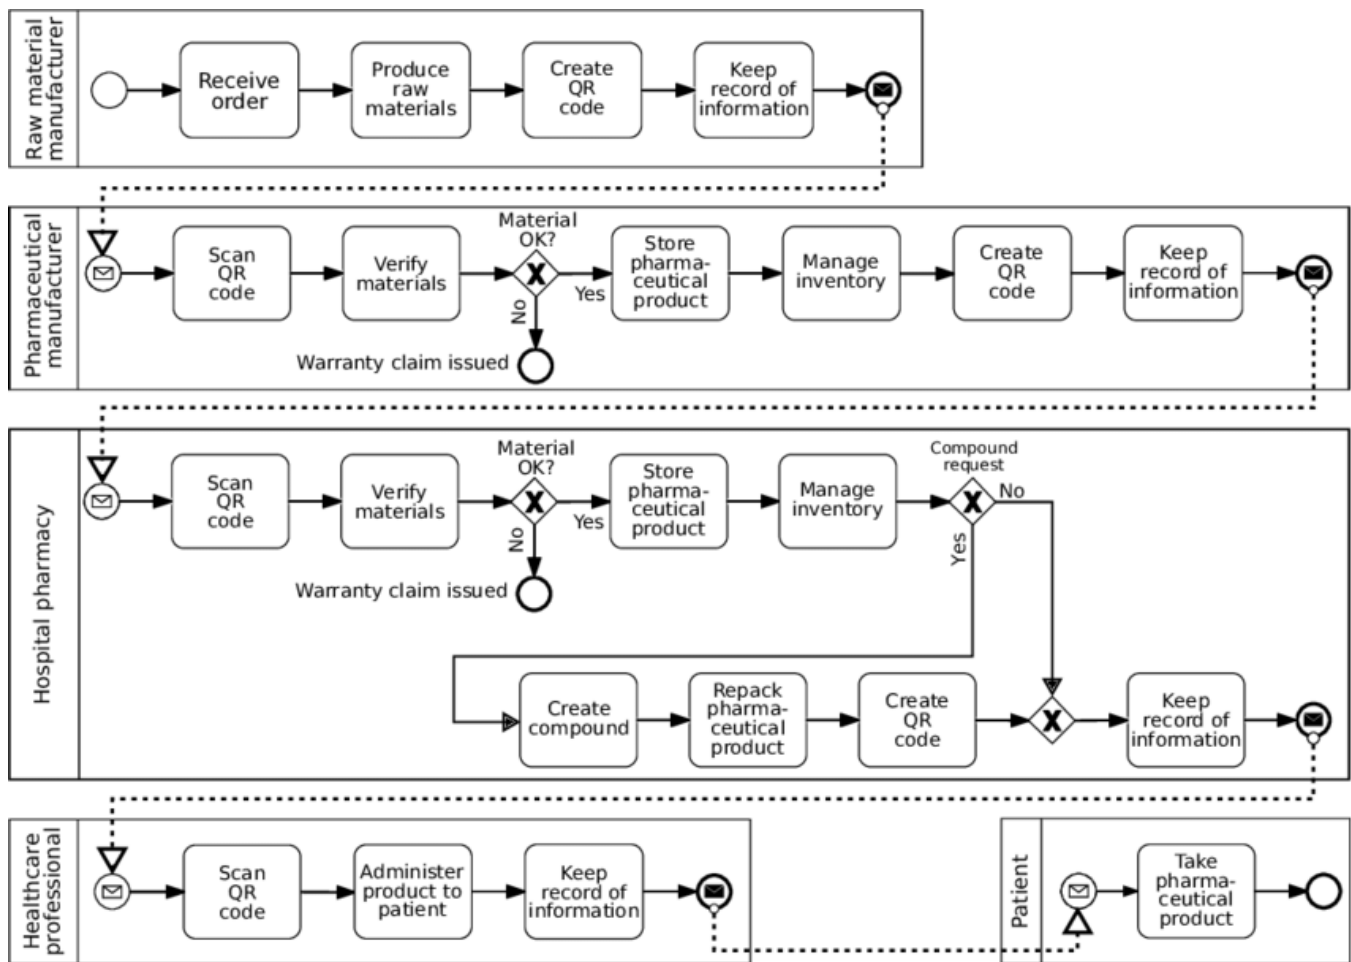 Raw material
manufacturer
Receive
order
Produce
raw
materials
Create
QR
code
Keep
record of
information
Pharmaceutical
manufacturer
Scan
QR
code
Verify
materials
Material
OK?
Yes
No
Warranty claim issued
Store
pharma-
ceutical
product
Manage
inventory
Create
QR
code
Keep
record of
information
Hospital pharmacy
Scan
QR
code
Verify
materials
Material
OK?
Yes
No
Warranty claim issued
Store
pharma-
ceutical
product
Manage
inventory
Compound
request
No
Yes
Create
compound
Repack
pharma-
ceutical
product
Create
QR
code
Keep
record of
information
Healthcare
professional
Scan
QR
code
Administer
product to
patient
Keep
record of
information
Patient
Take
pharma-
ceutical
product